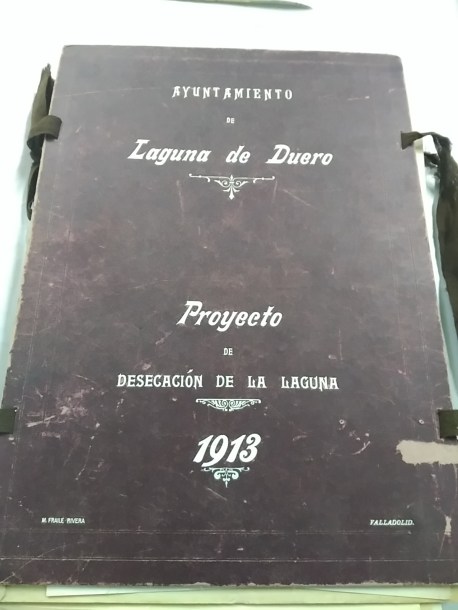 AYUNTAMIENTO
DE
Laguna de Duero
Proyecto
DE
DESECACIÓN DE LA LAGUNA
1913
M. FRAILE-RIVERA
VALLADOLID.